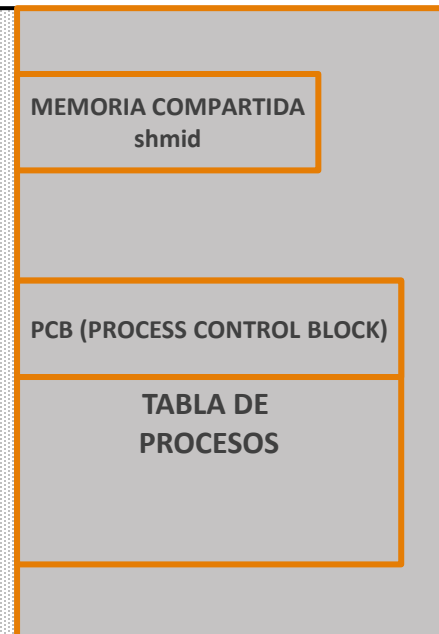 MEMORIA COMPARTIDA
shmid
PCB (PROCESS CONTROL BLOCK)
TABLA DE
PROCESOS